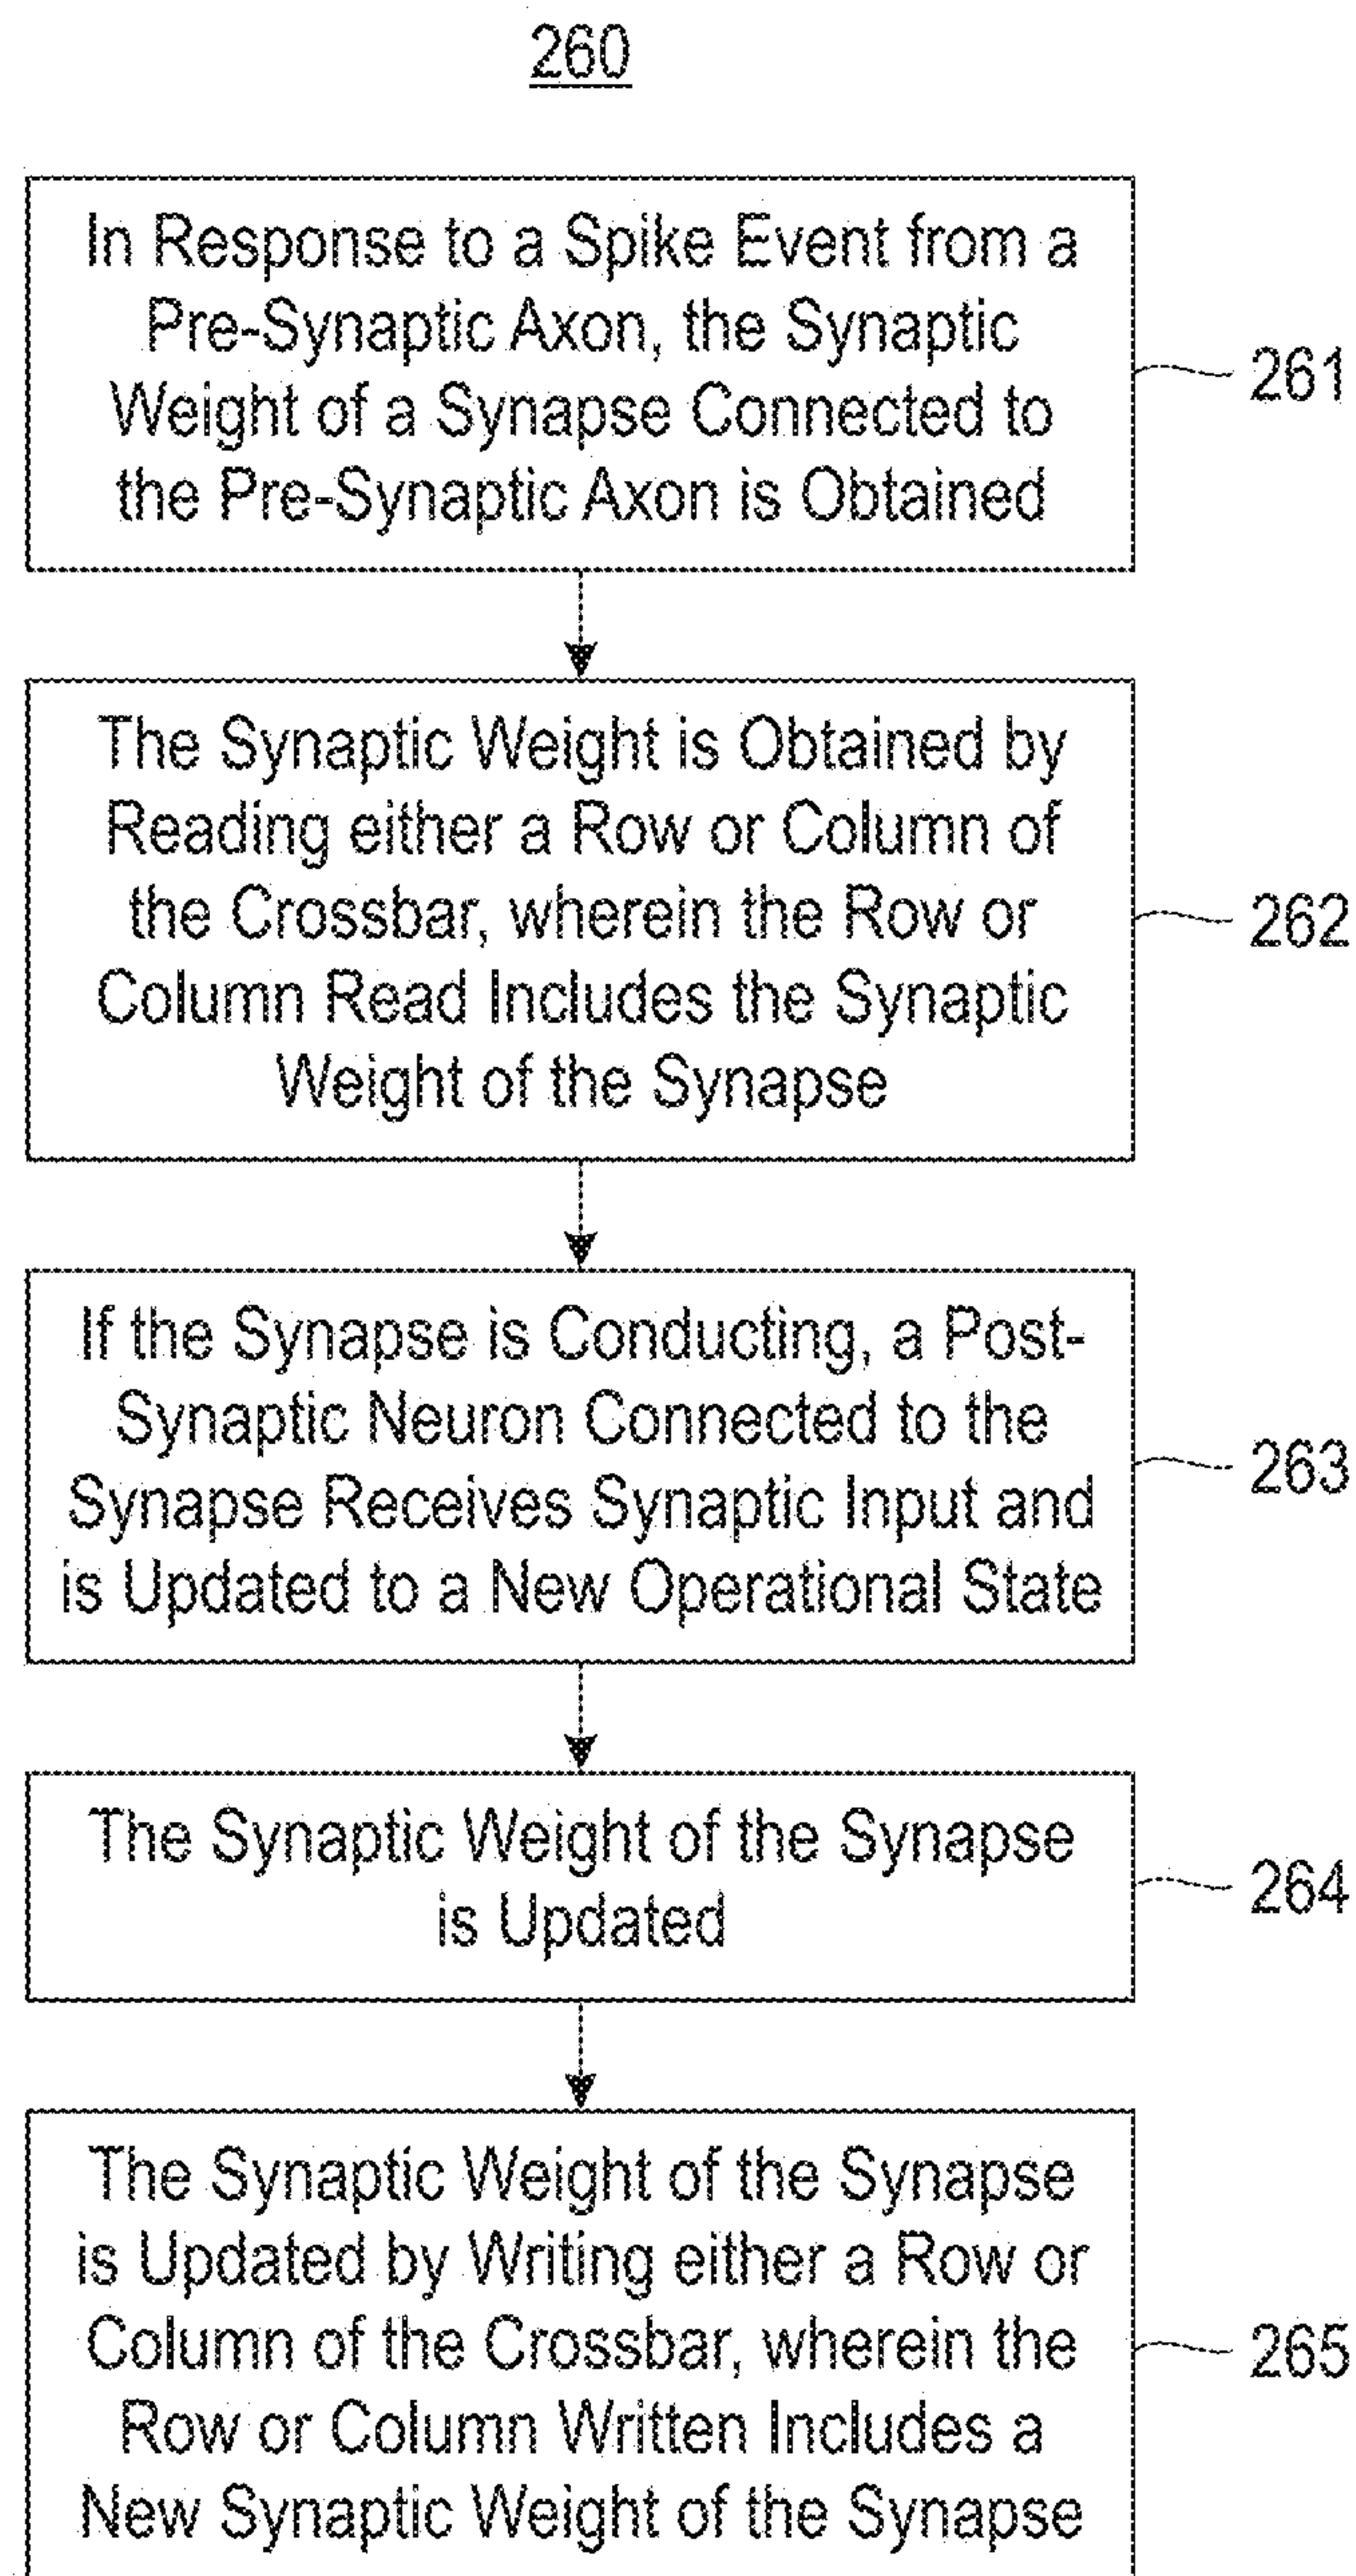 260
In Response to a Spike Event from a
Pre-Synaptic Axon, the Synaptic
Weight of a Synapse Connected to
the Pre-Synaptic Axon is Obtained
261
The Synaptic Weight is Obtained by
Reading either a Row or Column of
the Crossbar, wherein the Row or
Column Read Includes the Synaptic
Weight of the Synapse
262
If the Synapse is Conducting, a Post-
Synaptic Neuron Connected to the
Synapse Receives Synaptic Input and
is Updated to a New Operational State
263
The Synaptic Weight of the Synapse
is Updated
264
The Synaptic Weight of the Synapse
is Updated by Writing either a Row or
Column of the Crossbar, wherein the
Row or Column Written Includes a
New Synaptic Weight of the Synapse
265